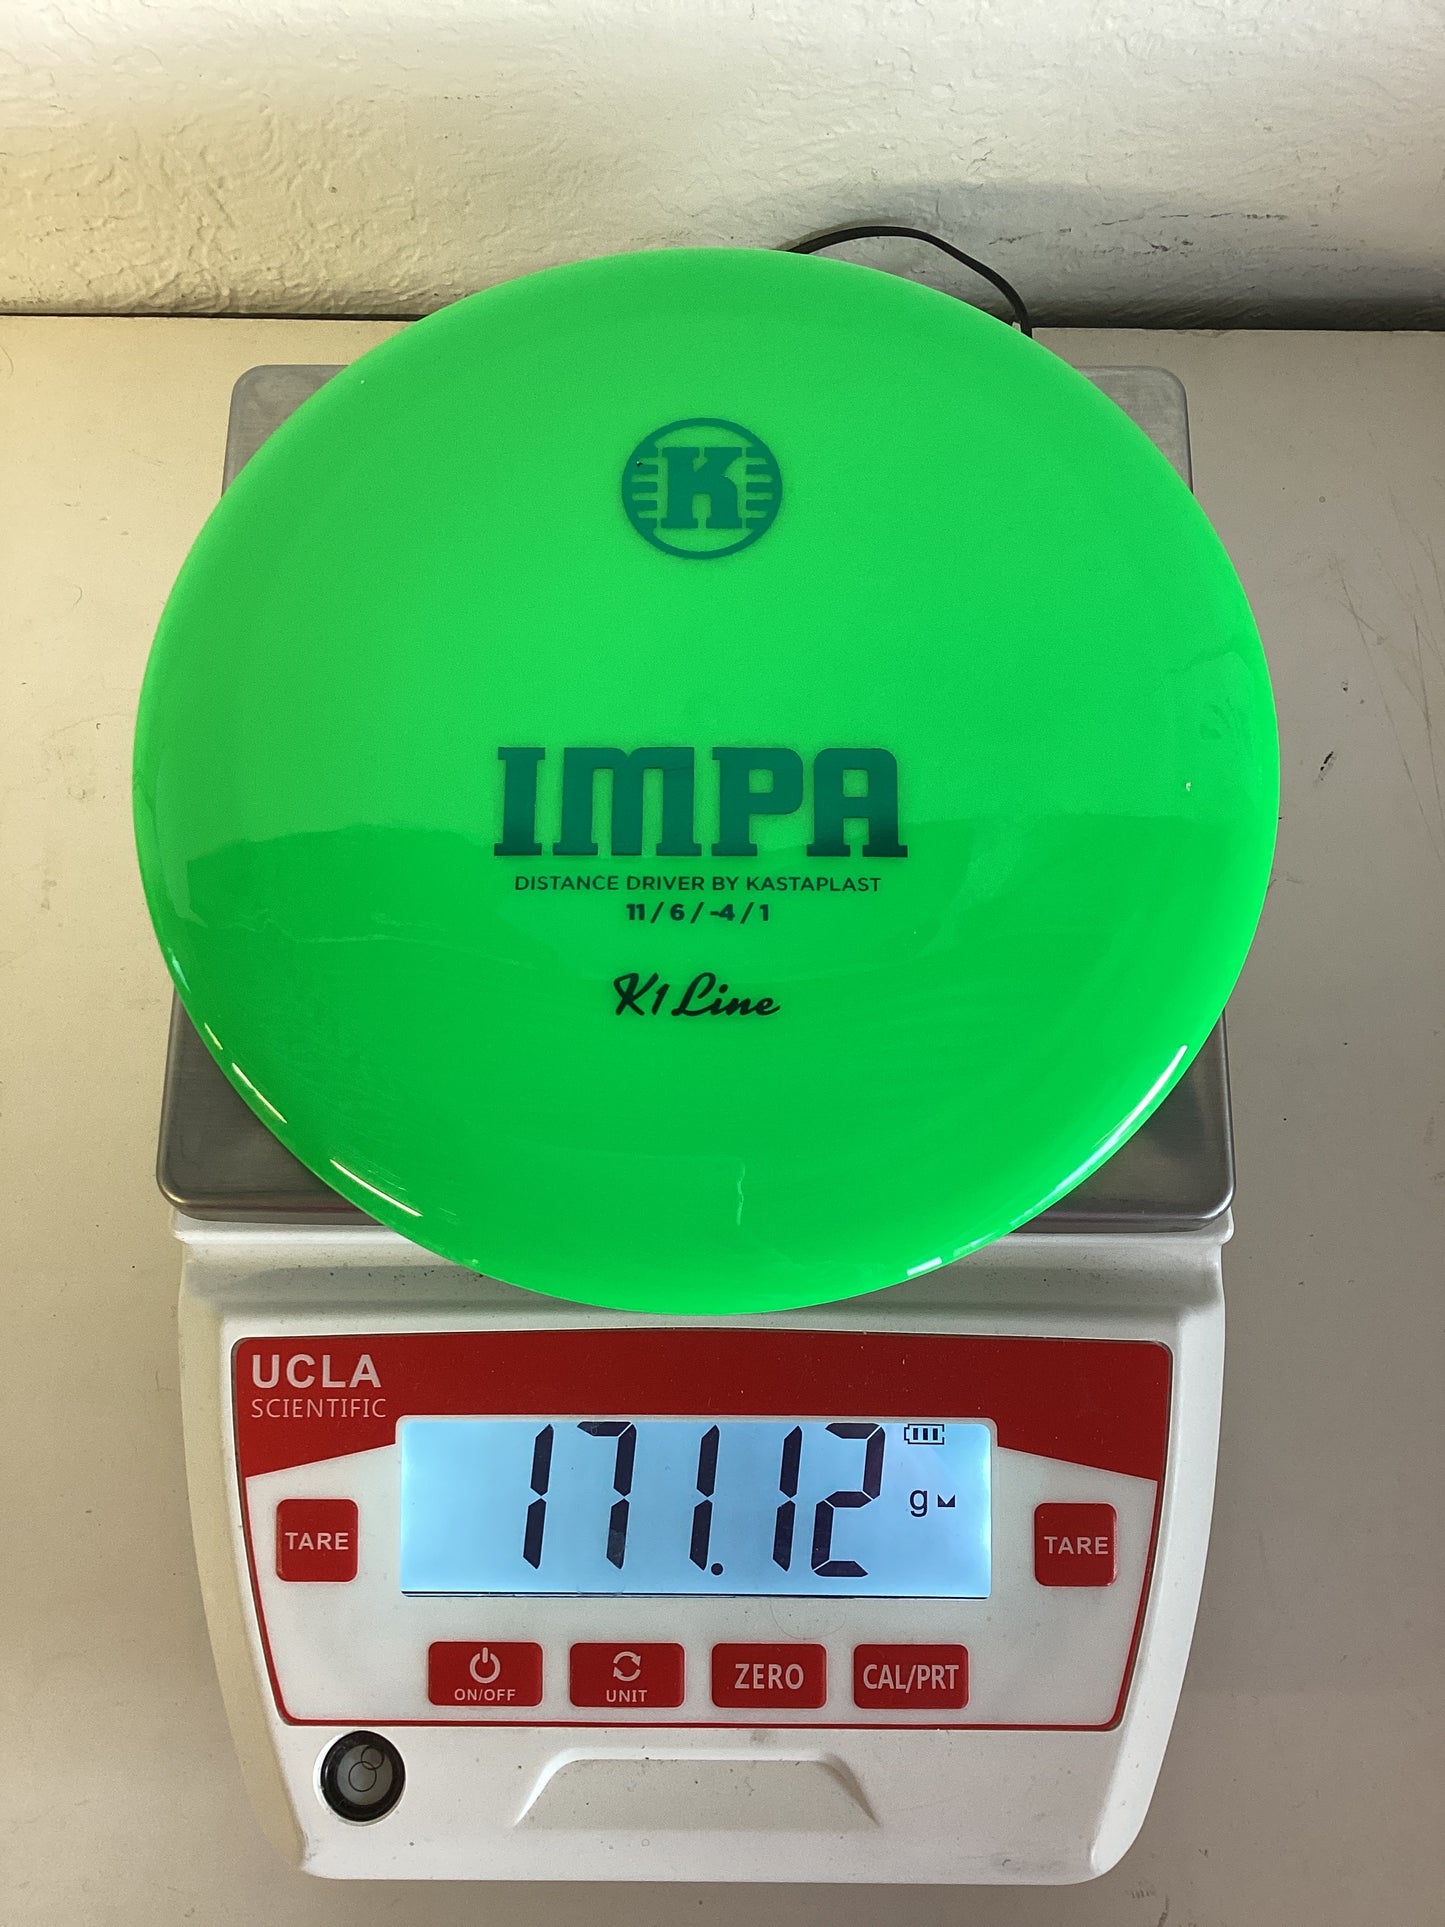 K
IMPA
DISTANCE DRIVER BY KASTAPLAST
11 / 6 / -4 / 1
K1 Line
UCLA
SCIENTIFIC
171.12
g
TARE
TARE
ON/OFF
UNIT
ZERO
CAL/PRT